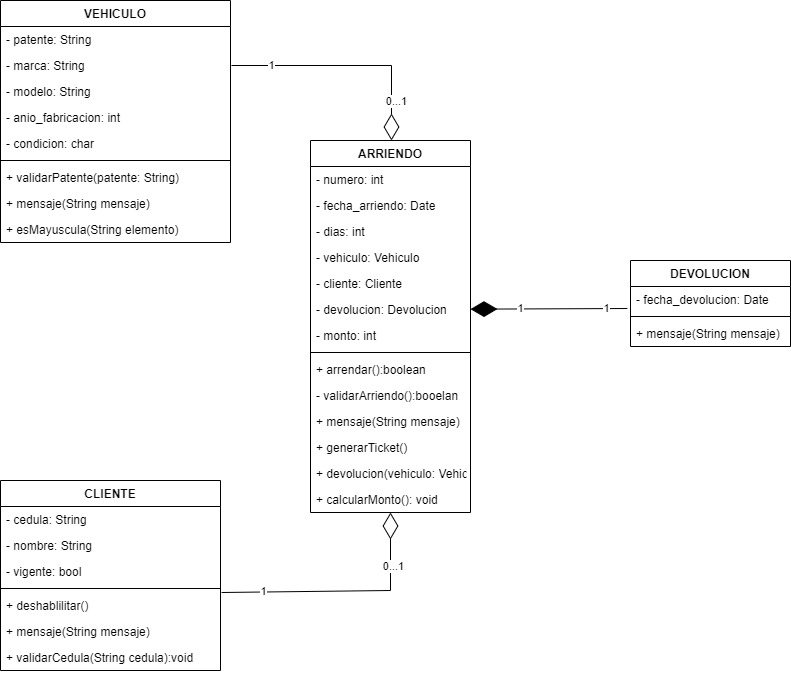 VEHICULO
- patente: String
- marca: String
- modelo: String
- anio_fabricacion: int
- condicion: char
+ validarPatente(patente: String)
+ mensaje(String mensaje)
+ esMayuscula(String elemento)
1
0...1
ARRIENDO
- numero: int
- fecha_arriendo: Date
- dias: int
- vehiculo: Vehiculo
- cliente: Cliente
- devolucion: Devolucion
- monto: int
+ arrendar():boolean
- validarArriendo():booelan
+ mensaje(String mensaje)
+ generarTicket()
+ devolucion(vehiculo: Vehic
+ calcularMonto(): void
1
1
DEVOLUCION
- fecha_devolucion: Date
+ mensaje(String mensaje)
CLIENTE
- cedula: String
- nombre: String
- vigente: bool
+ deshablilitar()
+ mensaje(String mensaje)
+ validarCedula(String cedula):void
1
0...1